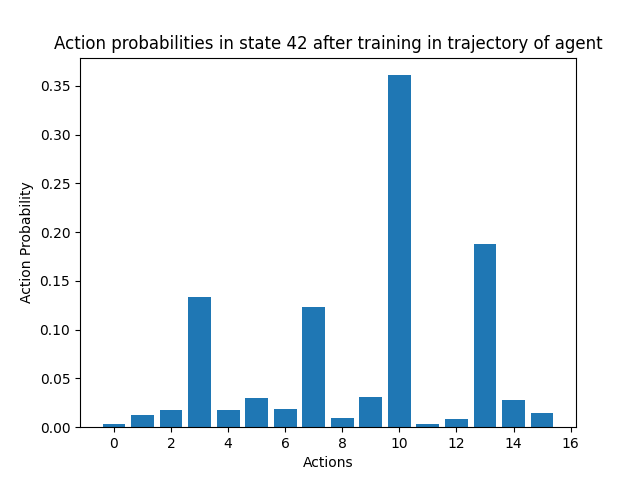 Action probabilities in state 42 after training in trajectory of agent
0.35
0.30
0.25
0.20
0.15
0.10
0.05
0.00
Action Probability
0 2 4 6 8 10 12 14 16
Actions